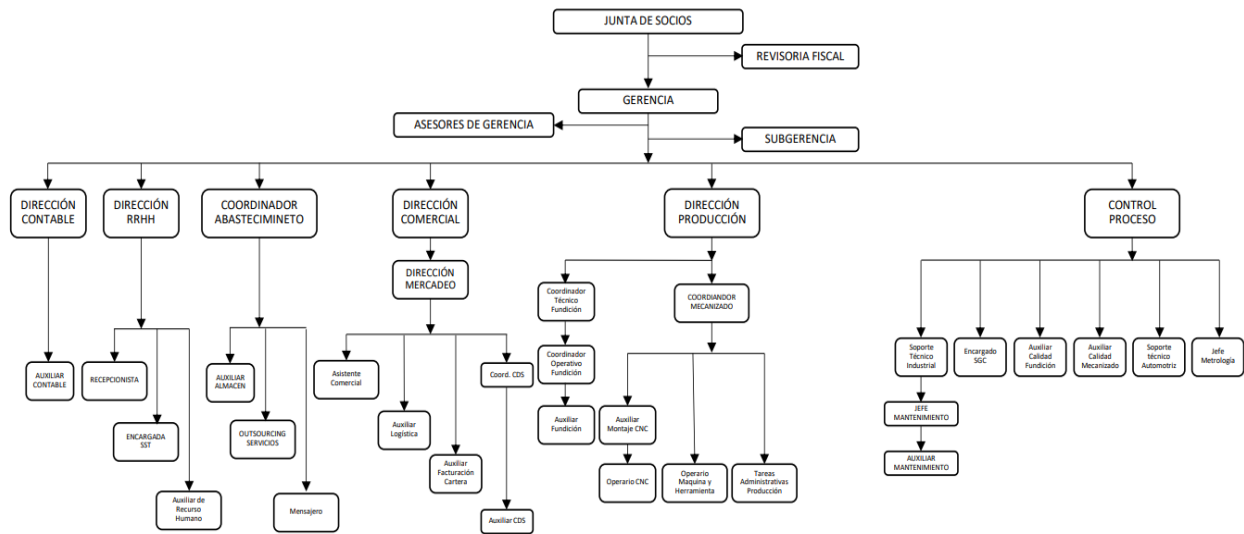 JUNTA DE SOCIOS
REVISORIA FISCAL
GERENCIA
ASESORES DE GERENCIA
SUBGERENCIA
DIRECCIÓN
CONTABLE
DIRECCIÓN
RRHH
COORDINADOR
ABASTECIMINETO
DIRECCIÓN
COMERCIAL
DIRECCIÓN
PRODUCCIÓN
CONTROL
PROCESO
DIRECCIÓN
MERCADEO
Coordinador
Técnico
Fundición
COORDIANDOR
MECANIZADO
AUXILIAR
CONTABLE
RECEPCIONISTA
AUXILIAR
ALMACEN
Asistente
Comercial
Coord. CDS
Coordinador
Operativo
Fundición
Soporte
Técnico
Industrial
Encargado
SGC
Auxiliar
Calidad
Fundición
Auxiliar
Calidad
Mecanizado
Soporte
técnico
Automotriz
Jefe
Metrología
ENCARGADA
SST
OUTSOURCING
SERVICIOS
Auxiliar
Logística
Auxiliar
Fundición
Auxiliar
Montaje CNC
JEFE
MANTENIMIENTO
Auxiliar de
Recurso
Humano
Mensajero
Auxiliar
Facturación
Cartera
Auxiliar CDS
Operario CNC
Operario
Maquina y
Herramienta
Tareas
Administrativas
Producción
AUXILIAR
MANTENIMIENTO